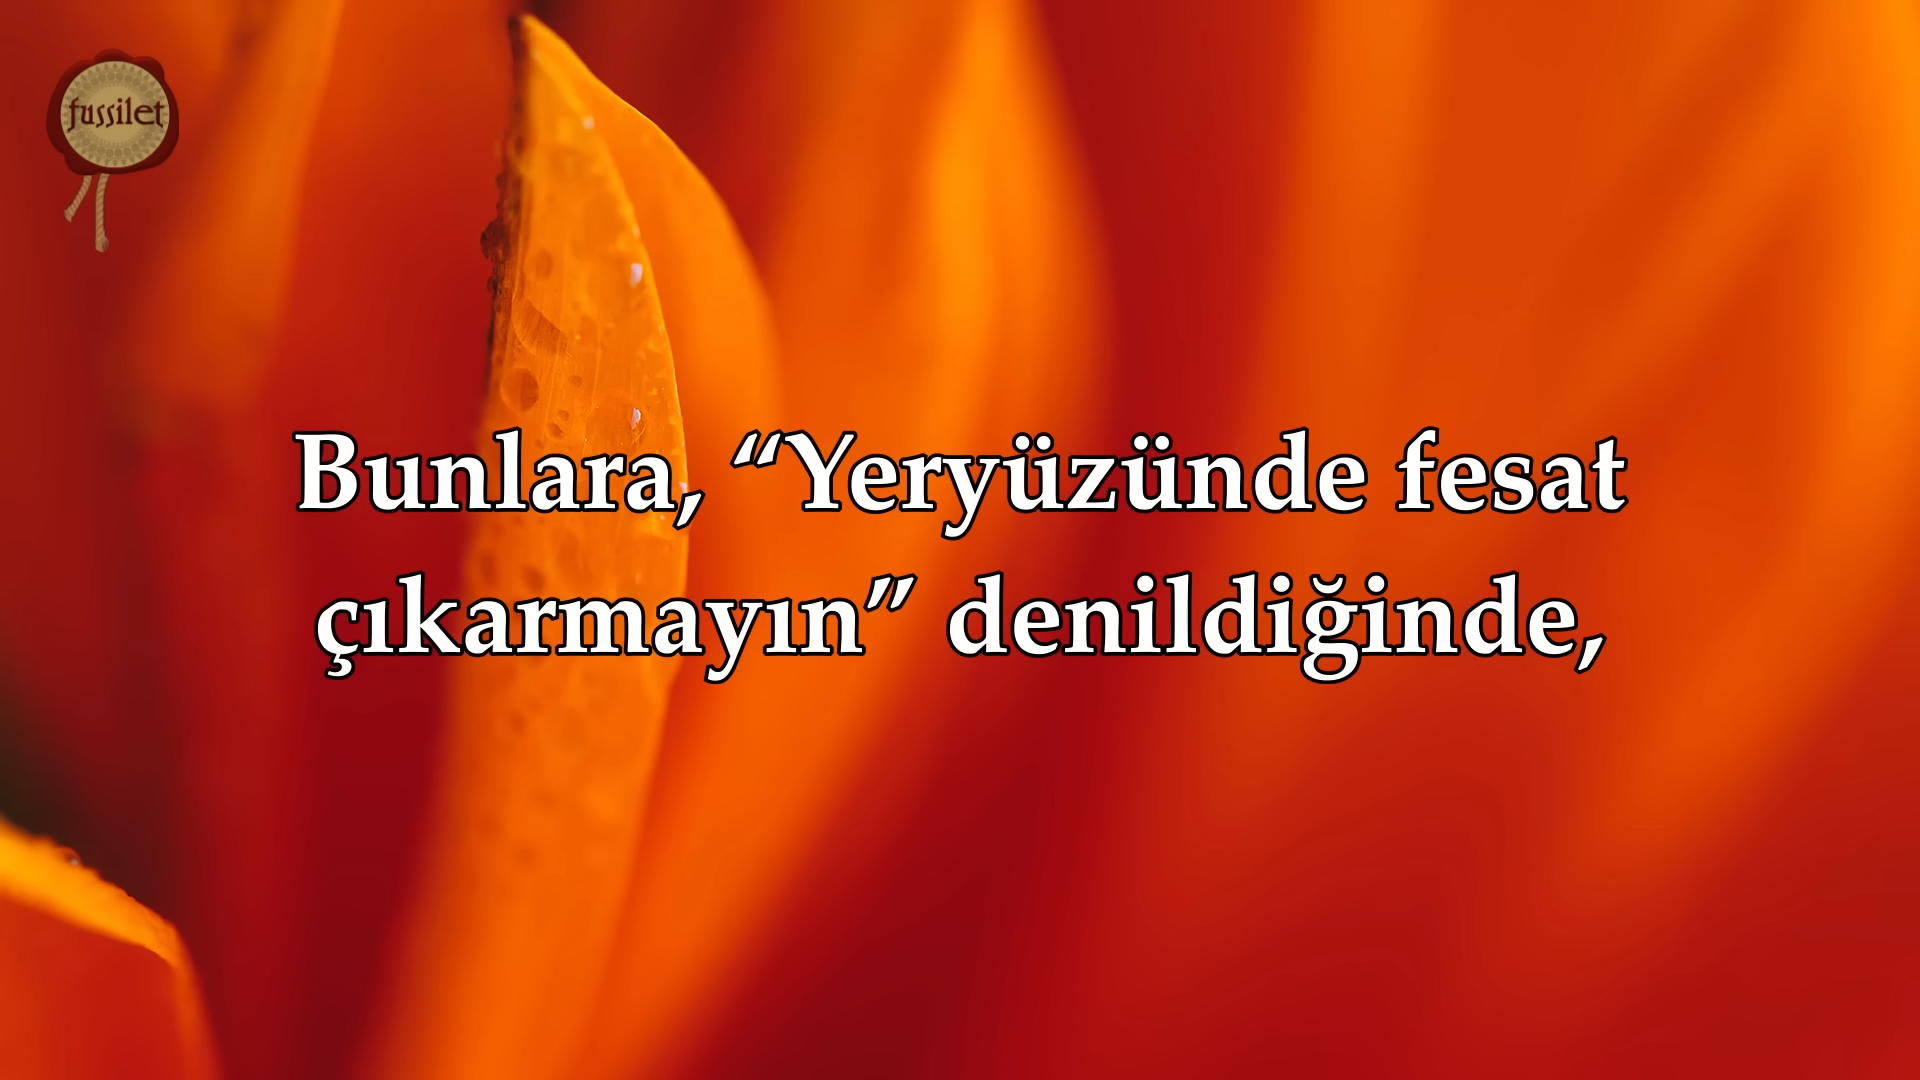 fussilet
Bunlara, “Yeryüzünde fesat
çıkarmayın” denildiğinde,